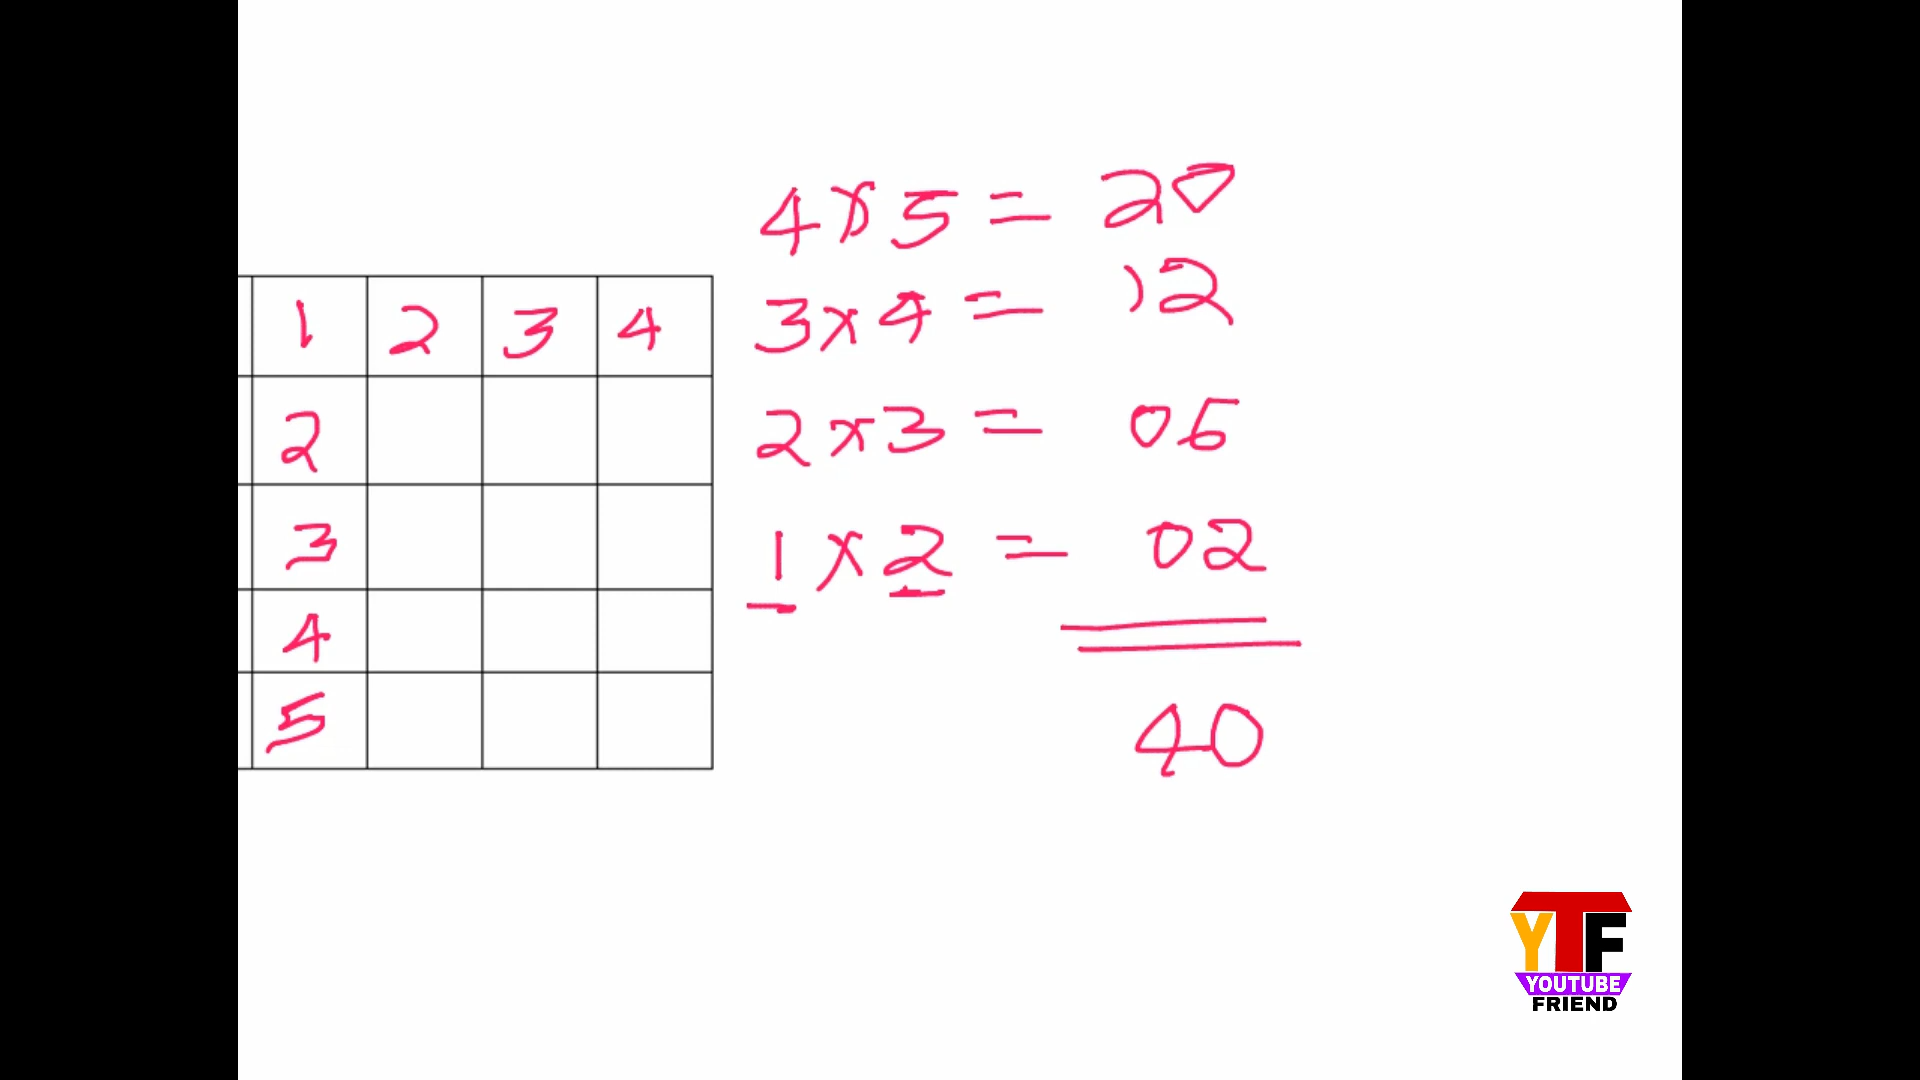 1 2 3 4
2
3
4
5
4x5 = 20
3x4 = 12
2x3 = 06
1x2 = 02
40
YTF
YOUTUBE
FRIEND